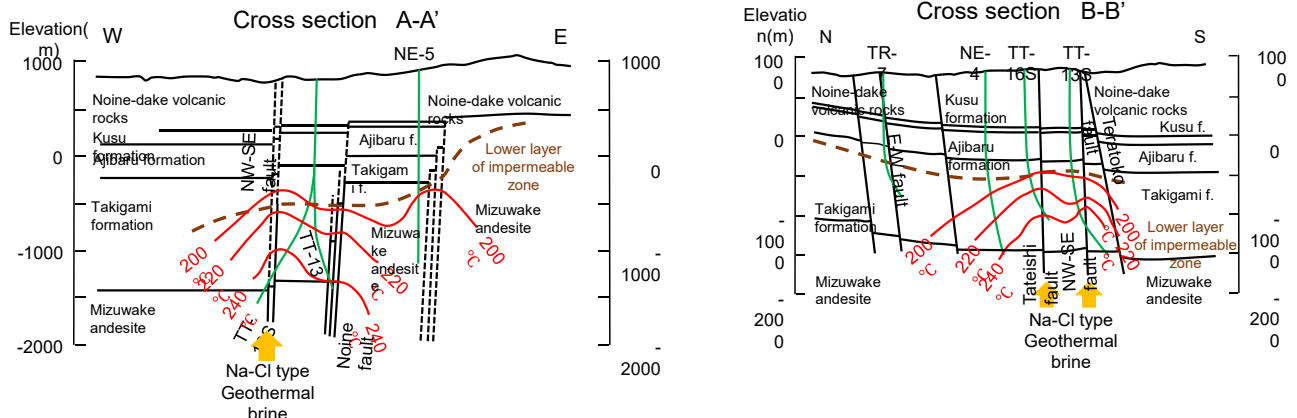 Cross section A-A'
Elevation(
m)
W
E
NE-5
1000
0
-1000
-2000
1000
0
-
1000
-
2000
Noine-dake volcanic
rocks
Kusu
formation
Ajibaru formation
Takigami
formation
Mizuwake
andesite
NW-SE
fault
Noine-dake volcanic
rocks
Ajibaru f.
Takigam
i f.
Lower layer
of impermeable
zone
Mizuwa
ke
andesit
e
Mizuwake
andesite
TT-13
Noine
fault
200
℃
220
℃
240
℃
200
℃
220
℃
240
℃
Na-Cl type
Geothermal
brine
Cross section B-B'
Elevatio
n(m)
N
S
TR-
7
NE-
4
TT-
16S
TT-
13S
100
0
0
-
100
0
-
200
0
100
0
0
-
100
0
-
200
0
Noine-dake
volcanic rocks
Kusu
formation
Ajibaru
formation
Takigami
formation
Mizuwake
andesite
E-W fault
Noine-dake
volcanic rocks
fault
Teratoko
Kusu f.
Ajibaru f.
Takigami f.
Lower layer
of impermeable
zone
Mizuwake
andesite
200
℃
220
℃
240
℃
200
℃
220
℃
Tateishi
fault
NW-SE
fault
Na-Cl type
Geothermal
brine